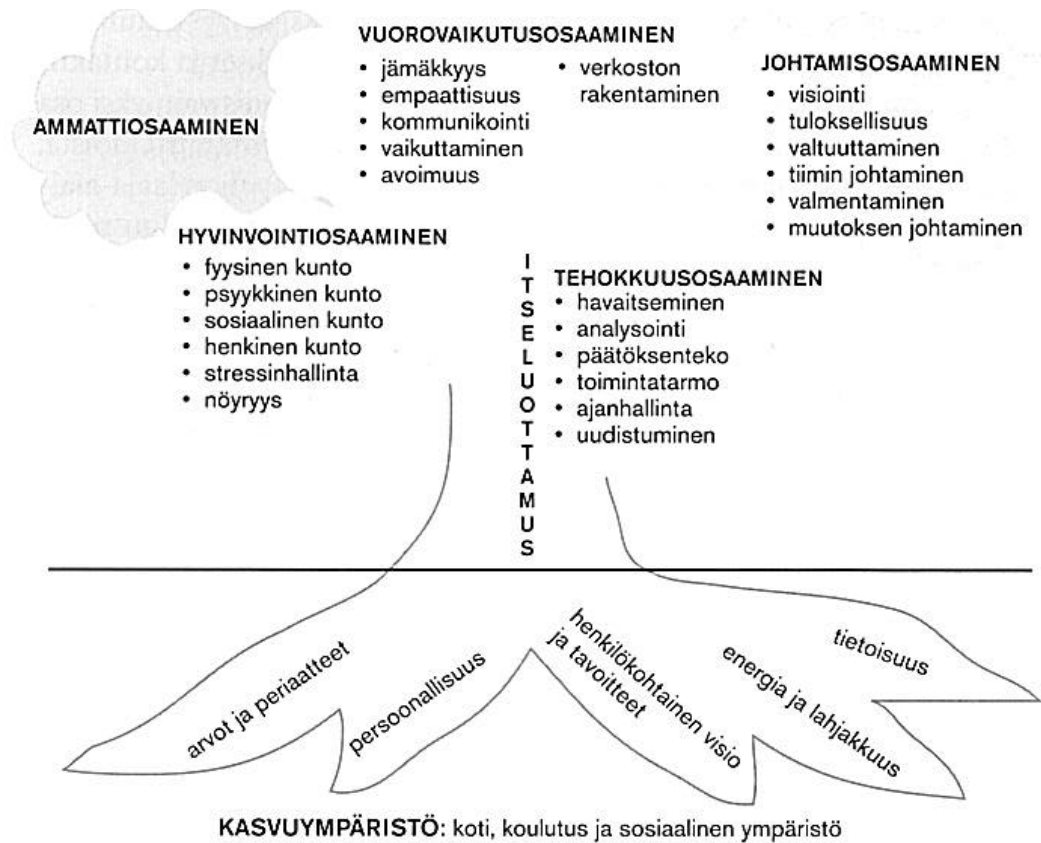 AMMATTIOSAAMINEN
VUOROVAIKUTUSOSAAMINEN
• jämäkkyys
• empaattisuus
• kommunikointi
• vaikuttaminen
• avoimuus
• verkoston
rakentaminen
JOHTAMISOSAAMINEN
• visiointi
• tuloksellisuus
• valtuuttaminen
• tiimin johtaminen
• valmentaminen
• muutoksen johtaminen
HYVINVOINTIOSAAMINEN
• fyysinen kunto
• psyykkinen kunto
• sosiaalinen kunto
• henkinen kunto
• stressinhallinta
• nöyryys
ITSELUOTTAMUS
TEHOKKUUSOSAAMINEN
• havaitseminen
• analysointi
• päätöksenteko
• toimintatarmo
• ajanhallinta
• uudistuminen
arvot ja periaatteet
persoonallisuus
henkilökohtainen visio
ja tavoitteet
energia ja lahjakkuus
tietoisuus
KASVUYMPÄRISTÖ: koti, koulutus ja sosiaalinen ympäristö